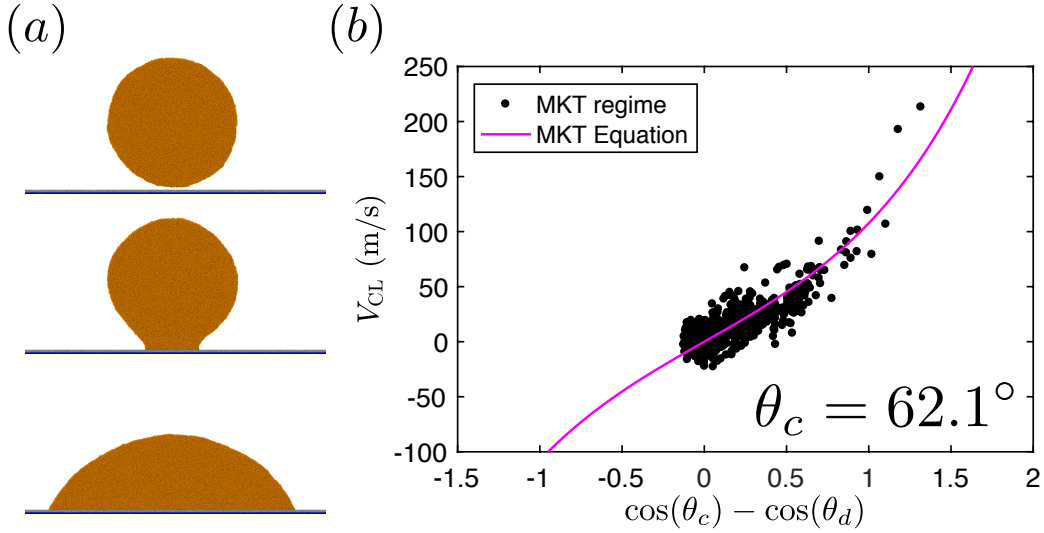 (a)
(b)
250
200
150
100
50
0
-50
-100
V_CL (m/s)
MKT regime
MKT Equation
θ_c = 62.1°
-1.5 -1 -0.5 0 0.5 1 1.5 2
cos(θ_c) − cos(θ_d)